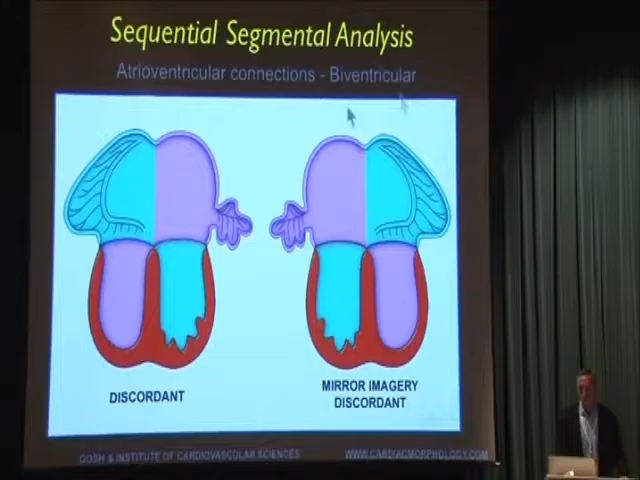 Sequential Segmental Analysis
Atrioventricular connections - Biventricular
DISCORDANT
MIRROR IMAGERY
DISCORDANT
GOSH & INSTITUTE OF CARDIOVASCULAR SCIENCES
WWW.CARDIACMORPHOLOGY.COM